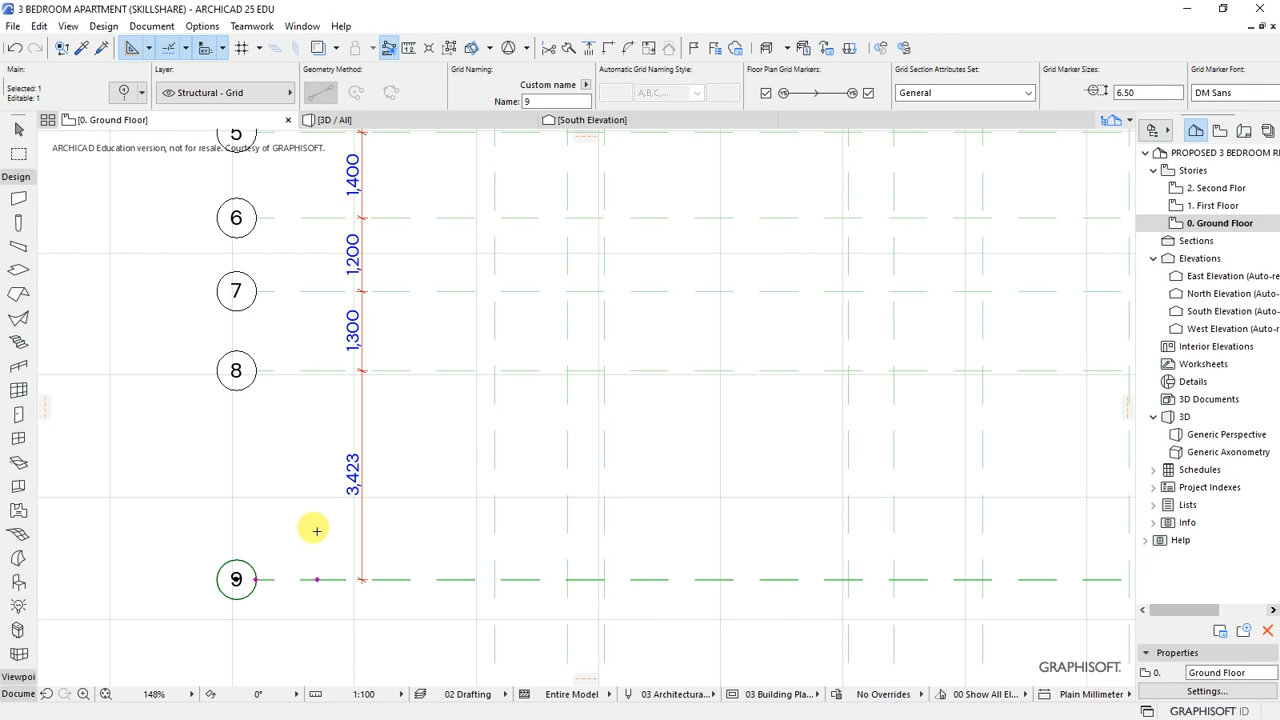 3 BEDROOM APARTMENT (SKILLSHARE) - ARCHICAD 25 EDU
File Edit View Design Document Options Teamwork Window Help
Main:
Selected: 1
Editable: 1
Layer:
Structural - Grid
Geometry Method:
Grid Naming:
Custom name
Name: 9
Automatic Grid Naming Style:
A,B,C,...
Floor Plan Grid Markers:
Grid Section Attributes Set:
General
Grid Marker Sizes:
6.50
Grid Marker Font:
DM Sans
[0. Ground Floor]
[3D / All]
[South Elevation]
ARCHICAD Education version, not for resale. Courtesy of GRAPHISOFT.
Design
5
1,400
6
1,200
7
1,300
8
3,423
9
GRAPHISOFT.
PROPOSED 3 BEDROOM R
Stories
2. Second Flor
1. First Floor
0. Ground Floor
Sections
Elevations
East Elevation (Auto-re
North Elevation (Auto-
South Elevation (Auto-
West Elevation (Auto-r
Interior Elevations
Worksheets
Details
3D Documents
3D
Generic Perspective
Generic Axonometry
Schedules
Project Indexes
Lists
Info
Help
Properties
0. Ground Floor
Settings...
Viewpoi
Docume
148%
0°
1:100
02 Drafting
Entire Model
03 Architectura...
03 Building Pla...
No Overrides
00 Show All El...
Plain Millimeter
GRAPHISOFT ID